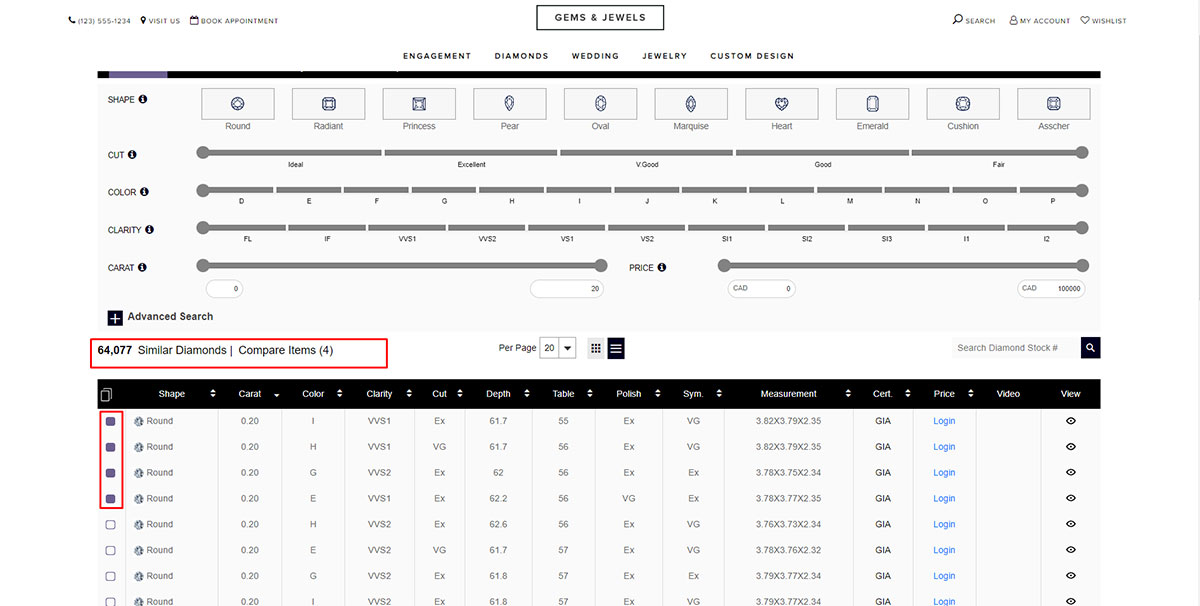 (123) 555-1234 VISIT US BOOK APPOINTMENT
GEMS & JEWELS
SEARCH MY ACCOUNT WISHLIST
ENGAGEMENT DIAMONDS WEDDING JEWELRY CUSTOM DESIGN
SHAPE
Round Radiant Princess Pear Oval Marquise Heart Emerald Cushion Asscher
CUT
Ideal Excellent V.Good Good Fair
COLOR
D E F G H I J K L M N O P
CLARITY
FL IF VVS1 VVS2 VS1 VS2 SI1 SI2 SI3 I1 I2
CARAT PRICE
0 20 CAD 0 CAD 100000
Advanced Search
64,077 Similar Diamonds | Compare Items (4) Per Page 20 Search Diamond Stock #
Shape Carat Color Clarity Cut Depth Table Polish Sym. Measurement Cert. Price Video View
Round 0.20 I VVS1 Ex 61.7 55 Ex VG 3.82X3.79X2.35 GIA Login
Round 0.20 H VVS1 VG 61.7 56 Ex VG 3.82X3.79X2.35 GIA Login
Round 0.20 G VVS2 Ex 62 56 Ex Ex 3.78X3.75X2.34 GIA Login
Round 0.20 E VVS1 Ex 62.2 56 VG Ex 3.78X3.77X2.35 GIA Login
Round 0.20 H VVS2 Ex 62.6 56 Ex VG 3.76X3.73X2.34 GIA Login
Round 0.20 E VVS2 VG 61.7 57 Ex VG 3.78X3.76X2.32 GIA Login
Round 0.20 G VVS2 Ex 61.8 57 Ex Ex 3.79X3.77X2.34 GIA Login
Round 0.20 I VVS2 Ex 61.8 57 Ex VG 3.79X3.77X2.34 GIA Login